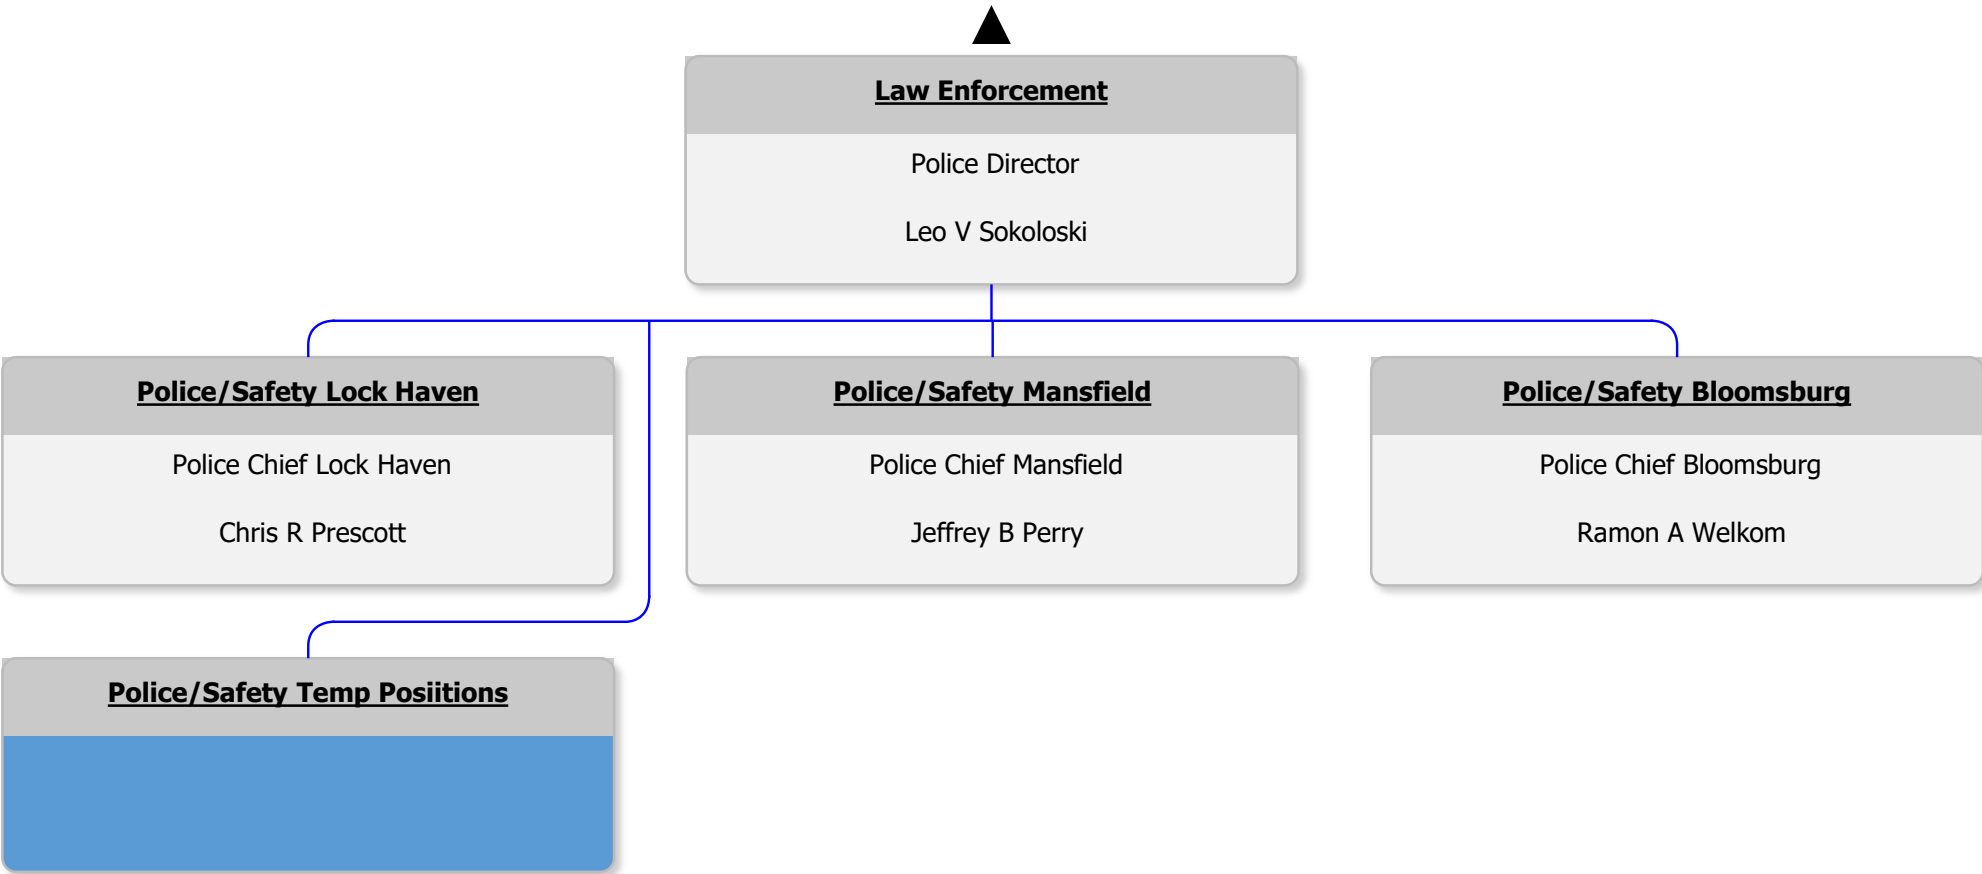 Law Enforcement
Police Director
Leo V Sokoloski
Police/Safety Lock Haven
Police Chief Lock Haven
Chris R Prescott
Police/Safety Mansfield
Police Chief Mansfield
Jeffrey B Perry
Police/Safety Bloomsburg
Police Chief Bloomsburg
Ramon A Welkom
Police/Safety Temp Posiitions